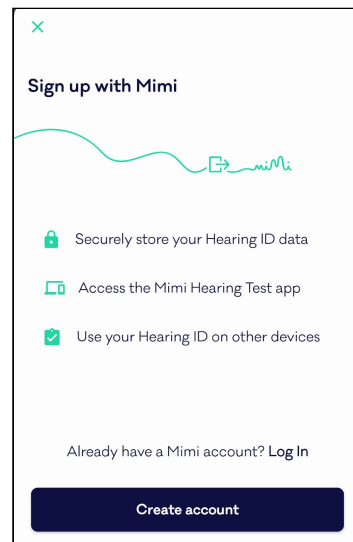 Sign up with Mimi
mimi
Securely store your Hearing ID data
Access the Mimi Hearing Test app
Use your Hearing ID on other devices
Already have a Mimi account? Log In
Create account